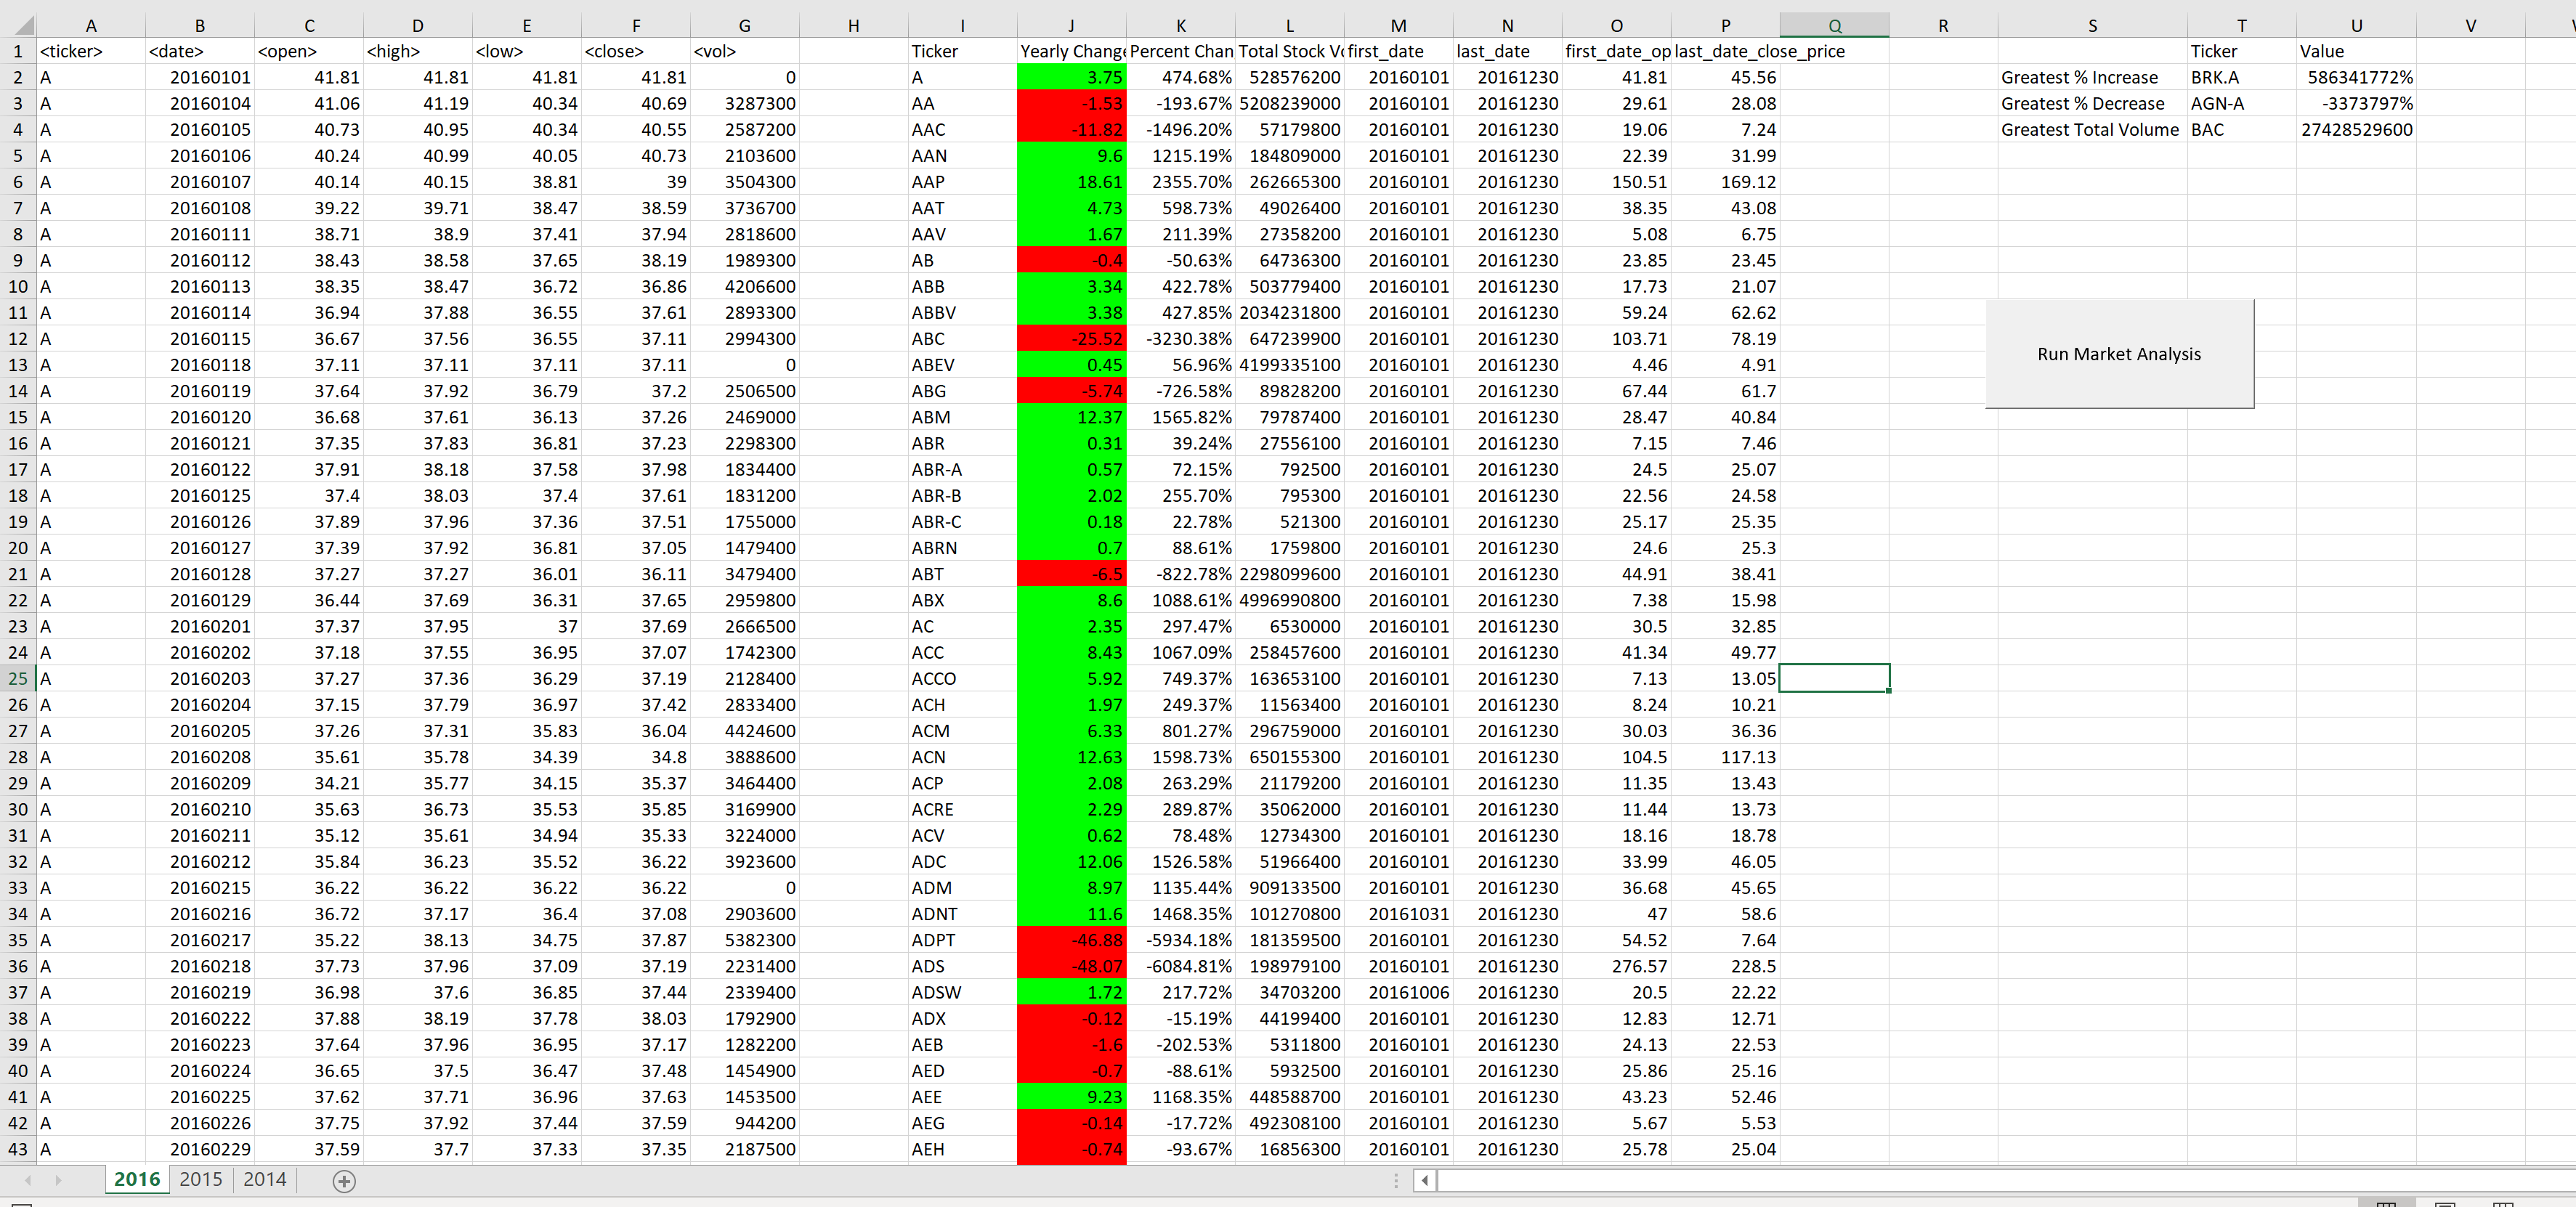 A B C D E F G H I J K L M N O P Q R S T U V
1 <ticker> <date> <open> <high> <low> <close> <vol> Ticker Yearly Change Percent Chan Total Stock Vo first_date last_date first_date_op last_date_close_price Ticker Value
2 A 20160101 41.81 41.81 41.81 41.81 0 A 3.75 474.68% 528576200 20160101 20161230 41.81 45.56 Greatest % Increase BRK.A 586341772%
3 A 20160104 41.06 41.19 40.34 40.69 3287300 AA -1.53 -193.67% 5208239000 20160101 20161230 29.61 28.08 Greatest % Decrease AGN-A -3373797%
4 A 20160105 40.73 40.95 40.34 40.55 2587200 AAC -11.82 -1496.20% 57179800 20160101 20161230 19.06 7.24 Greatest Total Volume BAC 27428529600
5 A 20160106 40.24 40.99 40.05 40.73 2103600 AAN 9.6 1215.19% 184809000 20160101 20161230 22.39 31.99
6 A 20160107 40.14 40.15 38.81 39 3504300 AAP 18.61 2355.70% 262665300 20160101 20161230 150.51 169.12
7 A 20160108 39.22 39.71 38.47 38.59 3736700 AAT 4.73 598.73% 49026400 20160101 20161230 38.35 43.08
8 A 20160111 38.71 38.9 37.41 37.94 2818600 AAV 1.67 211.39% 27358200 20160101 20161230 5.08 6.75
9 A 20160112 38.43 38.58 37.65 38.19 1989300 AB -0.4 -50.63% 64736300 20160101 20161230 23.85 23.45
10 A 20160113 38.35 38.47 36.72 36.86 4206600 ABB 3.34 422.78% 503779400 20160101 20161230 17.73 21.07
11 A 20160114 36.94 37.88 36.55 37.61 2893300 ABBV 3.38 427.85% 2034231800 20160101 20161230 59.24 62.62
12 A 20160115 36.67 37.56 36.55 37.11 2994300 ABC -25.52 -3230.38% 647239900 20160101 20161230 103.71 78.19
13 A 20160118 37.11 37.11 37.11 37.11 0 ABEV 0.45 56.96% 4199335100 20160101 20161230 4.46 4.91
Run Market Analysis
14 A 20160119 37.64 37.92 36.79 37.2 2506500 ABG -5.74 -726.58% 89828200 20160101 20161230 67.44 61.7
15 A 20160120 36.68 37.61 36.13 37.26 2469000 ABM 12.37 1565.82% 79787400 20160101 20161230 28.47 40.84
16 A 20160121 37.35 37.83 36.81 37.23 2298300 ABR 0.31 39.24% 27556100 20160101 20161230 7.15 7.46
17 A 20160122 37.91 38.18 37.58 37.98 1834400 ABR-A 0.57 72.15% 792500 20160101 20161230 24.5 25.07
18 A 20160125 37.4 38.03 37.4 37.61 1831200 ABR-B 2.02 255.70% 795300 20160101 20161230 22.56 24.58
19 A 20160126 37.89 37.96 37.36 37.51 1755000 ABR-C 0.18 22.78% 521300 20160101 20161230 25.17 25.35
20 A 20160127 37.39 37.92 36.81 37.05 1479400 ABRN 0.7 88.61% 1759800 20160101 20161230 24.6 25.3
21 A 20160128 37.27 37.27 36.01 36.11 3479400 ABT -6.5 -822.78% 2298099600 20160101 20161230 44.91 38.41
22 A 20160129 36.44 37.69 36.31 37.65 2959800 ABX 8.6 1088.61% 4996990800 20160101 20161230 7.38 15.98
23 A 20160201 37.37 37.95 37 37.69 2666500 AC 2.35 297.47% 6530000 20160101 20161230 30.5 32.85
24 A 20160202 37.18 37.55 36.95 37.07 1742300 ACC 8.43 1067.09% 258457600 20160101 20161230 41.34 49.77
25 A 20160203 37.27 37.36 36.29 37.19 2128400 ACCO 5.92 749.37% 163653100 20160101 20161230 7.13 13.05
26 A 20160204 37.15 37.79 36.97 37.42 2833400 ACH 1.97 249.37% 11563400 20160101 20161230 8.24 10.21
27 A 20160205 37.26 37.31 35.83 36.04 4424600 ACM 6.33 801.27% 296759000 20160101 20161230 30.03 36.36
28 A 20160208 35.61 35.78 34.39 34.8 3888600 ACN 12.63 1598.73% 650155300 20160101 20161230 104.5 117.13
29 A 20160209 34.21 35.77 34.15 35.37 3464400 ACP 2.08 263.29% 21179200 20160101 20161230 11.35 13.43
30 A 20160210 35.63 36.73 35.53 35.85 3169900 ACRE 2.29 289.87% 35062000 20160101 20161230 11.44 13.73
31 A 20160211 35.12 35.61 34.94 35.33 3224000 ACV 0.62 78.48% 12734300 20160101 20161230 18.16 18.78
32 A 20160212 35.84 36.23 35.52 36.22 3923600 ADC 12.06 1526.58% 51966400 20160101 20161230 33.99 46.05
33 A 20160215 36.22 36.22 36.22 36.22 0 ADM 8.97 1135.44% 909133500 20160101 20161230 36.68 45.65
34 A 20160216 36.72 37.17 36.4 37.08 2903600 ADNT 11.6 1468.35% 101270800 20161031 20161230 47 58.6
35 A 20160217 35.22 38.13 34.75 37.87 5382300 ADPT -46.88 -5934.18% 181359500 20160101 20161230 54.52 7.64
36 A 20160218 37.73 37.96 37.09 37.19 2231400 ADS -48.07 -6084.81% 198979100 20160101 20161230 276.57 228.5
37 A 20160219 36.98 37.6 36.85 37.44 2339400 ADSW 1.72 217.72% 34703200 20161006 20161230 20.5 22.22
38 A 20160222 37.88 38.19 37.78 38.03 1792900 ADX -0.12 -15.19% 44199400 20160101 20161230 12.83 12.71
39 A 20160223 37.64 37.96 36.95 37.17 1282200 AEB -1.6 -202.53% 5311800 20160101 20161230 24.13 22.53
40 A 20160224 36.65 37.5 36.47 37.48 1454900 AED -0.7 -88.61% 5932500 20160101 20161230 25.86 25.16
41 A 20160225 37.62 37.71 36.96 37.63 1453500 AEE 9.23 1168.35% 448588700 20160101 20161230 43.23 52.46
42 A 20160226 37.75 37.92 37.44 37.59 944200 AEG -0.14 -17.72% 492308100 20160101 20161230 5.67 5.53
43 A 20160229 37.59 37.7 37.33 37.35 2187500 AEH -0.74 -93.67% 16856300 20160101 20161230 25.78 25.04
2016 2015 2014